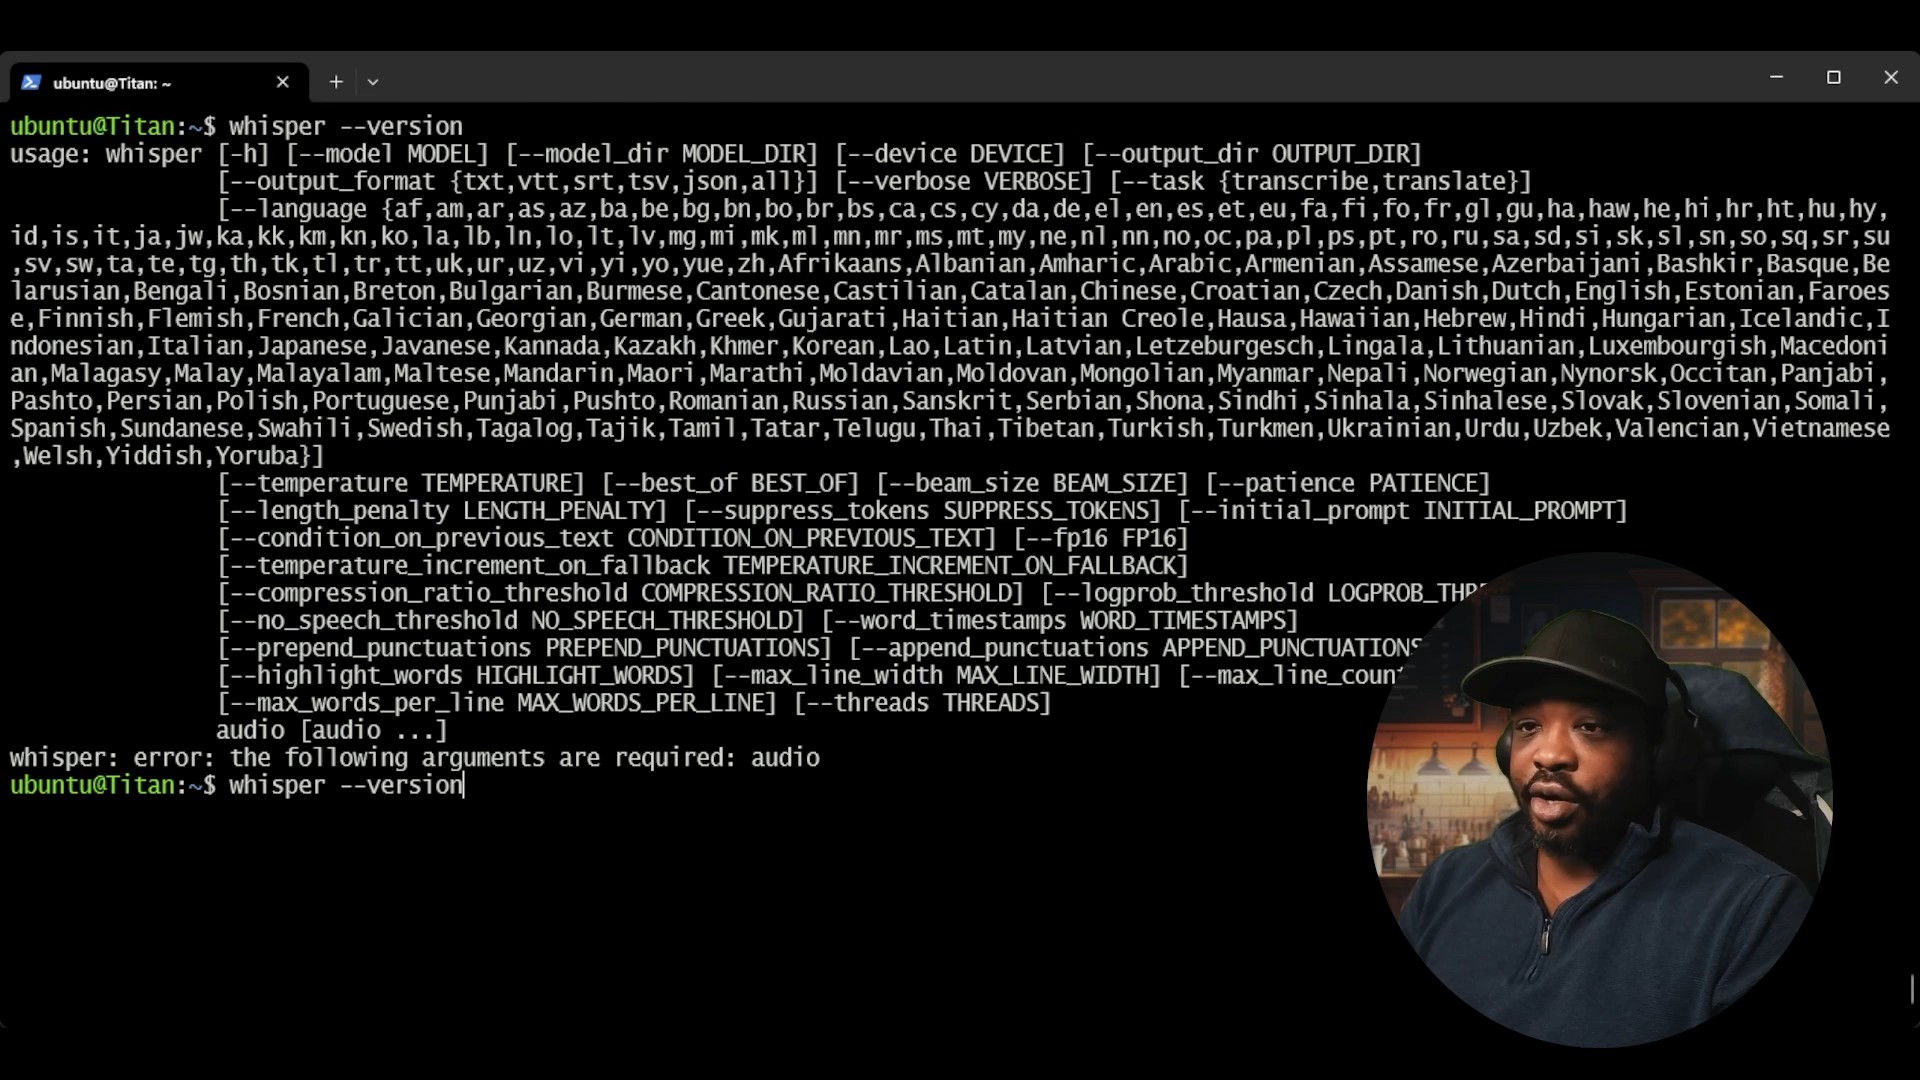 ubuntu@Titan: ~
ubuntu@Titan:~$ whisper --version
usage: whisper [-h] [--model MODEL] [--model_dir MODEL_DIR] [--device DEVICE] [--output_dir OUTPUT_DIR]
[--output_format {txt,vtt,srt,tsv,json,all}] [--verbose VERBOSE] [--task {transcribe,translate}]
[--language {af,am,ar,as,az,ba,be,bg,bn,bo,br,bs,ca,cs,cy,da,de,el,en,es,et,eu,fa,fi,fo,fr,gl,gu,ha,haw,he,hi,hr,ht,hu,hy,
id,is,it,ja,jw,ka,kk,km,kn,ko,la,lb,ln,lo,lt,lv,mg,mi,mk,ml,mn,mr,ms,mt,my,ne,nl,nn,no,oc,pa,pl,ps,pt,ro,ru,sa,sd,si,sk,sl,sn,so,sq,sr,su
,sv,sw,ta,te,tg,th,tk,tl,tr,tt,uk,ur,uz,vi,yi,yo,yue,zh,Afrikaans,Albanian,Amharic,Arabic,Armenian,Assamese,Azerbaijani,Bashkir,Basque,Be
larusian,Bengali,Bosnian,Breton,Bulgarian,Burmese,Cantonese,Castilian,Catalan,Chinese,Croatian,Czech,Danish,Dutch,English,Estonian,Faroes
e,Finnish,Flemish,French,Galician,Georgian,German,Greek,Gujarati,Haitian,Haitian Creole,Hausa,Hawaiian,Hebrew,Hindi,Hungarian,Icelandic,I
ndonesian,Italian,Japanese,Javanese,Kannada,Kazakh,Khmer,Korean,Lao,Latin,Latvian,Letzeburgesch,Lingala,Lithuanian,Luxembourgish,Macedoni
an,Malagasy,Malay,Malayalam,Maltese,Mandarin,Maori,Marathi,Moldavian,Moldovan,Mongolian,Myanmar,Nepali,Norwegian,Nynorsk,Occitan,Panjabi,
Pashto,Persian,Polish,Portuguese,Punjabi,Pushto,Romanian,Russian,Sanskrit,Serbian,Shona,Sindhi,Sinhala,Sinhalese,Slovak,Slovenian,Somali,
Spanish,Sundanese,Swahili,Swedish,Tagalog,Tajik,Tamil,Tatar,Telugu,Thai,Tibetan,Turkish,Turkmen,Ukrainian,Urdu,Uzbek,Valencian,Vietnamese
,Welsh,Yiddish,Yoruba}]
[--temperature TEMPERATURE] [--best_of BEST_OF] [--beam_size BEAM_SIZE] [--patience PATIENCE]
[--length_penalty LENGTH_PENALTY] [--suppress_tokens SUPPRESS_TOKENS] [--initial_prompt INITIAL_PROMPT]
[--condition_on_previous_text CONDITION_ON_PREVIOUS_TEXT] [--fp16 FP16]
[--temperature_increment_on_fallback TEMPERATURE_INCREMENT_ON_FALLBACK]
[--compression_ratio_threshold COMPRESSION_RATIO_THRESHOLD] [--logprob_threshold
[--no_speech_threshold NO_SPEECH_THRESHOLD] [--word_timestamps WORD_TIMESTAMPS]
[--prepend_punctuations PREPEND_PUNCTUATIONS] [--append_punctuations APPEND_PUNCTUATIONS
[--highlight_words HIGHLIGHT_WORDS] [--max_line_width MAX_LINE_WIDTH]
[--max_words_per_line MAX_WORDS_PER_LINE] [--threads THREADS]
audio [audio ...]
whisper: error: the following arguments are required: audio
ubuntu@Titan:~$ whisper --version